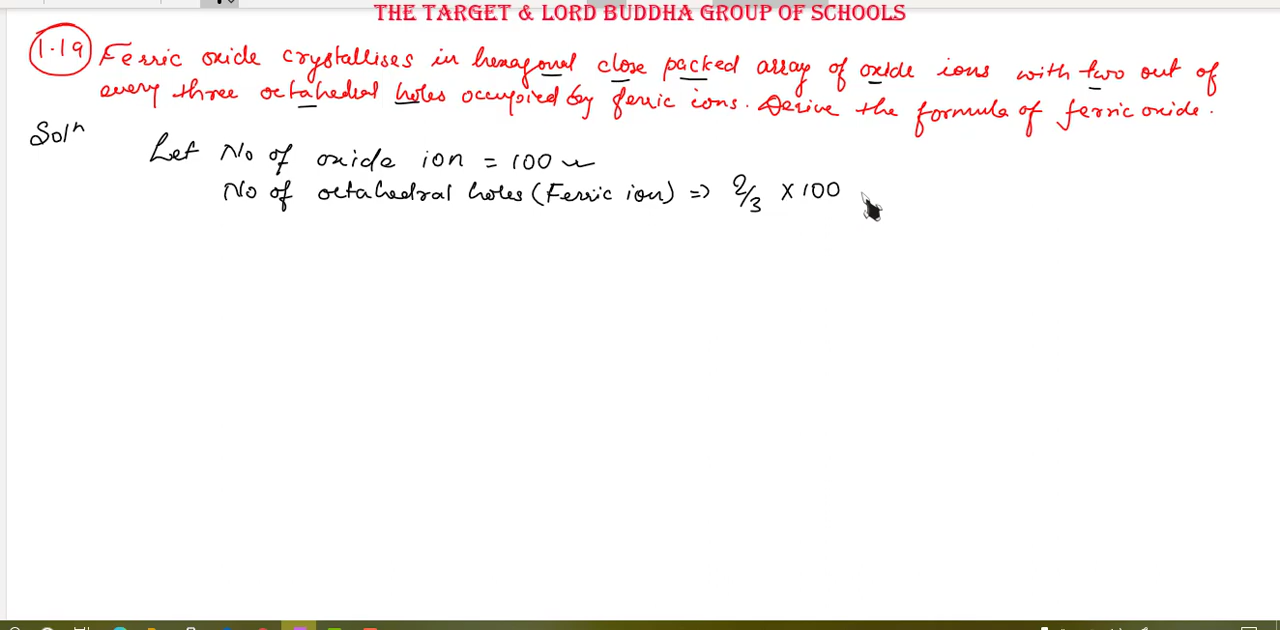 THE TARGET & LORD BUDDHA GROUP OF SCHOOLS
1.19 Ferric oxide crystallises in hexagonal close packed array of oxide ions with two out of
every three octahedral holes occupied by ferric ions. Derive the formula of ferric oxide.
Solⁿ
Let No of oxide ion = 100
No of octahedral holes (Ferric ion) => 2/3 × 100